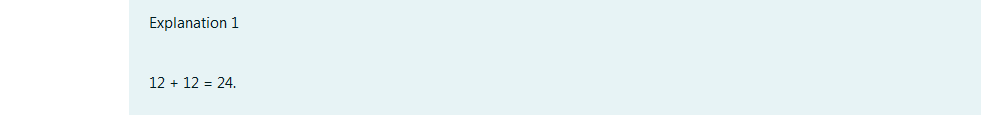 Explanation 1
12 + 12 = 24.